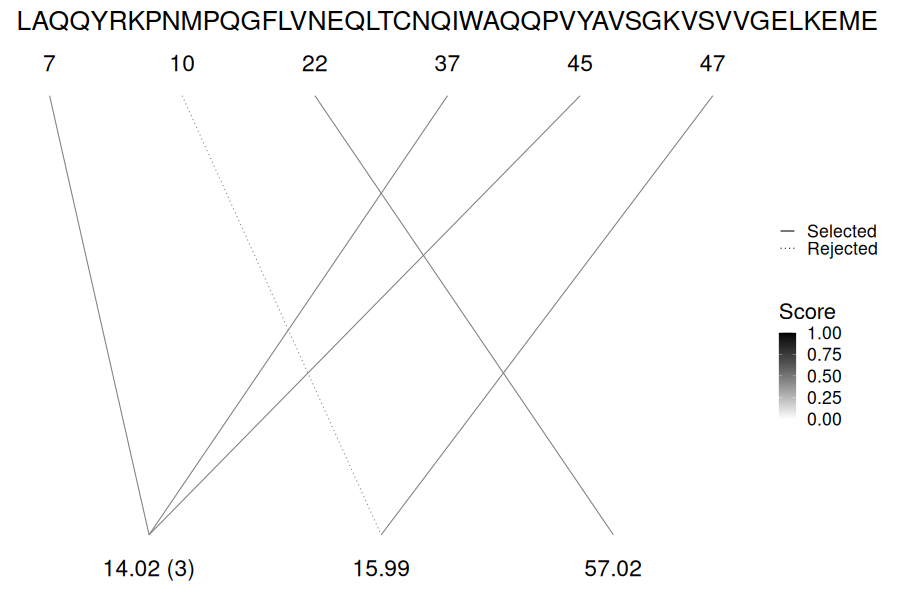 LAQQYRKPNMPQGFLVNEQLTCNQIWAQQPVYAVSGKVSVVGELKEME
7 10 22 37 45 47
Selected
Rejected
Score
1.00
0.75
0.50
0.25
0.00
14.02 (3) 15.99 57.02